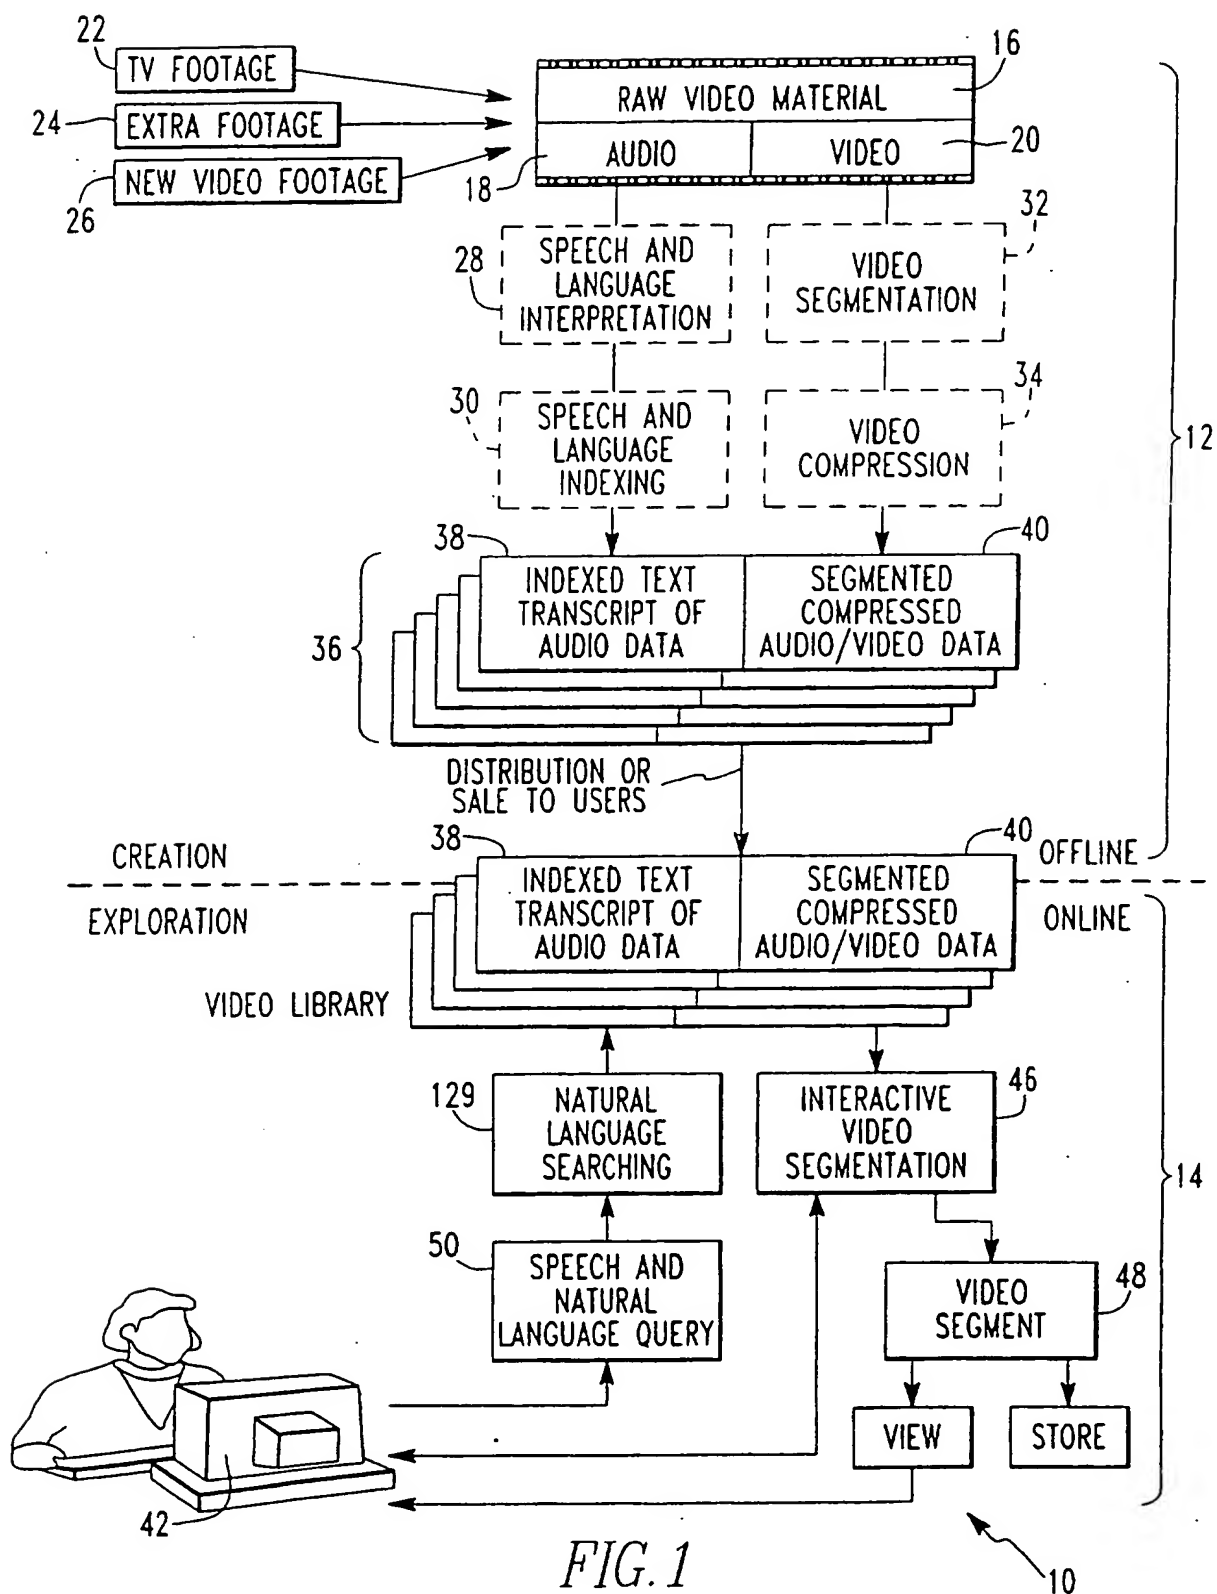 22
TV FOOTAGE
24
EXTRA FOOTAGE
NEW VIDEO FOOTAGE
26
16
RAW VIDEO MATERIAL
AUDIO
VIDEO
18
20
28
SPEECH AND
LANGUAGE
INTERPRETATION
32
VIDEO
SEGMENTATION
30
SPEECH AND
LANGUAGE
INDEXING
34
VIDEO
COMPRESSION
12
38
INDEXED TEXT
TRANSCRIPT OF
AUDIO DATA
40
SEGMENTED
COMPRESSED
AUDIO/VIDEO DATA
36
DISTRIBUTION OR
SALE TO USERS
CREATION
OFFLINE
EXPLORATION
ONLINE
38
INDEXED TEXT
TRANSCRIPT OF
AUDIO DATA
40
SEGMENTED
COMPRESSED
AUDIO/VIDEO DATA
VIDEO LIBRARY
129
NATURAL
LANGUAGE
SEARCHING
INTERACTIVE
VIDEO
SEGMENTATION
46
14
50
SPEECH AND
NATURAL
LANGUAGE QUERY
VIDEO
SEGMENT
48
VIEW
STORE
42
10
FIG. 1